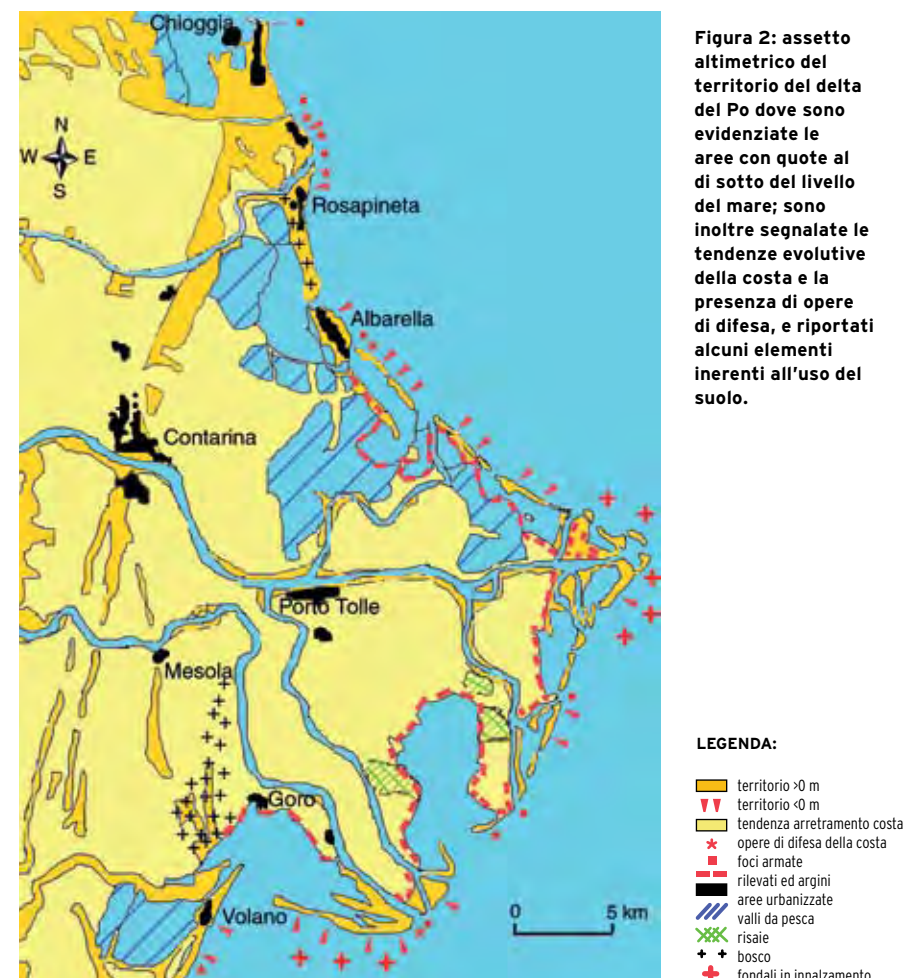 Chioggia
N
W E
S
Rosapineta
Albarella
Contarina
Porto Tolle
Mesola
Goro
Volano
0 5 km
Figura 2: assetto
altimetrico del
territorio del delta
del Po dove sono
evidenziate le
aree con quote al
di sotto del livello
del mare; sono
inoltre segnalate le
tendenze evolutive
della costa e la
presenza di opere
di difesa, e riportati
alcuni elementi
inerenti all'uso del
suolo.
LEGENDA:
territorio >0 m
territorio <0 m
tendenza arretramento costa
opere di difesa della costa
foci armate
rilevati ed argini
aree urbanizzate
valli da pesca
risaie
bosco
fondali in innalzamento